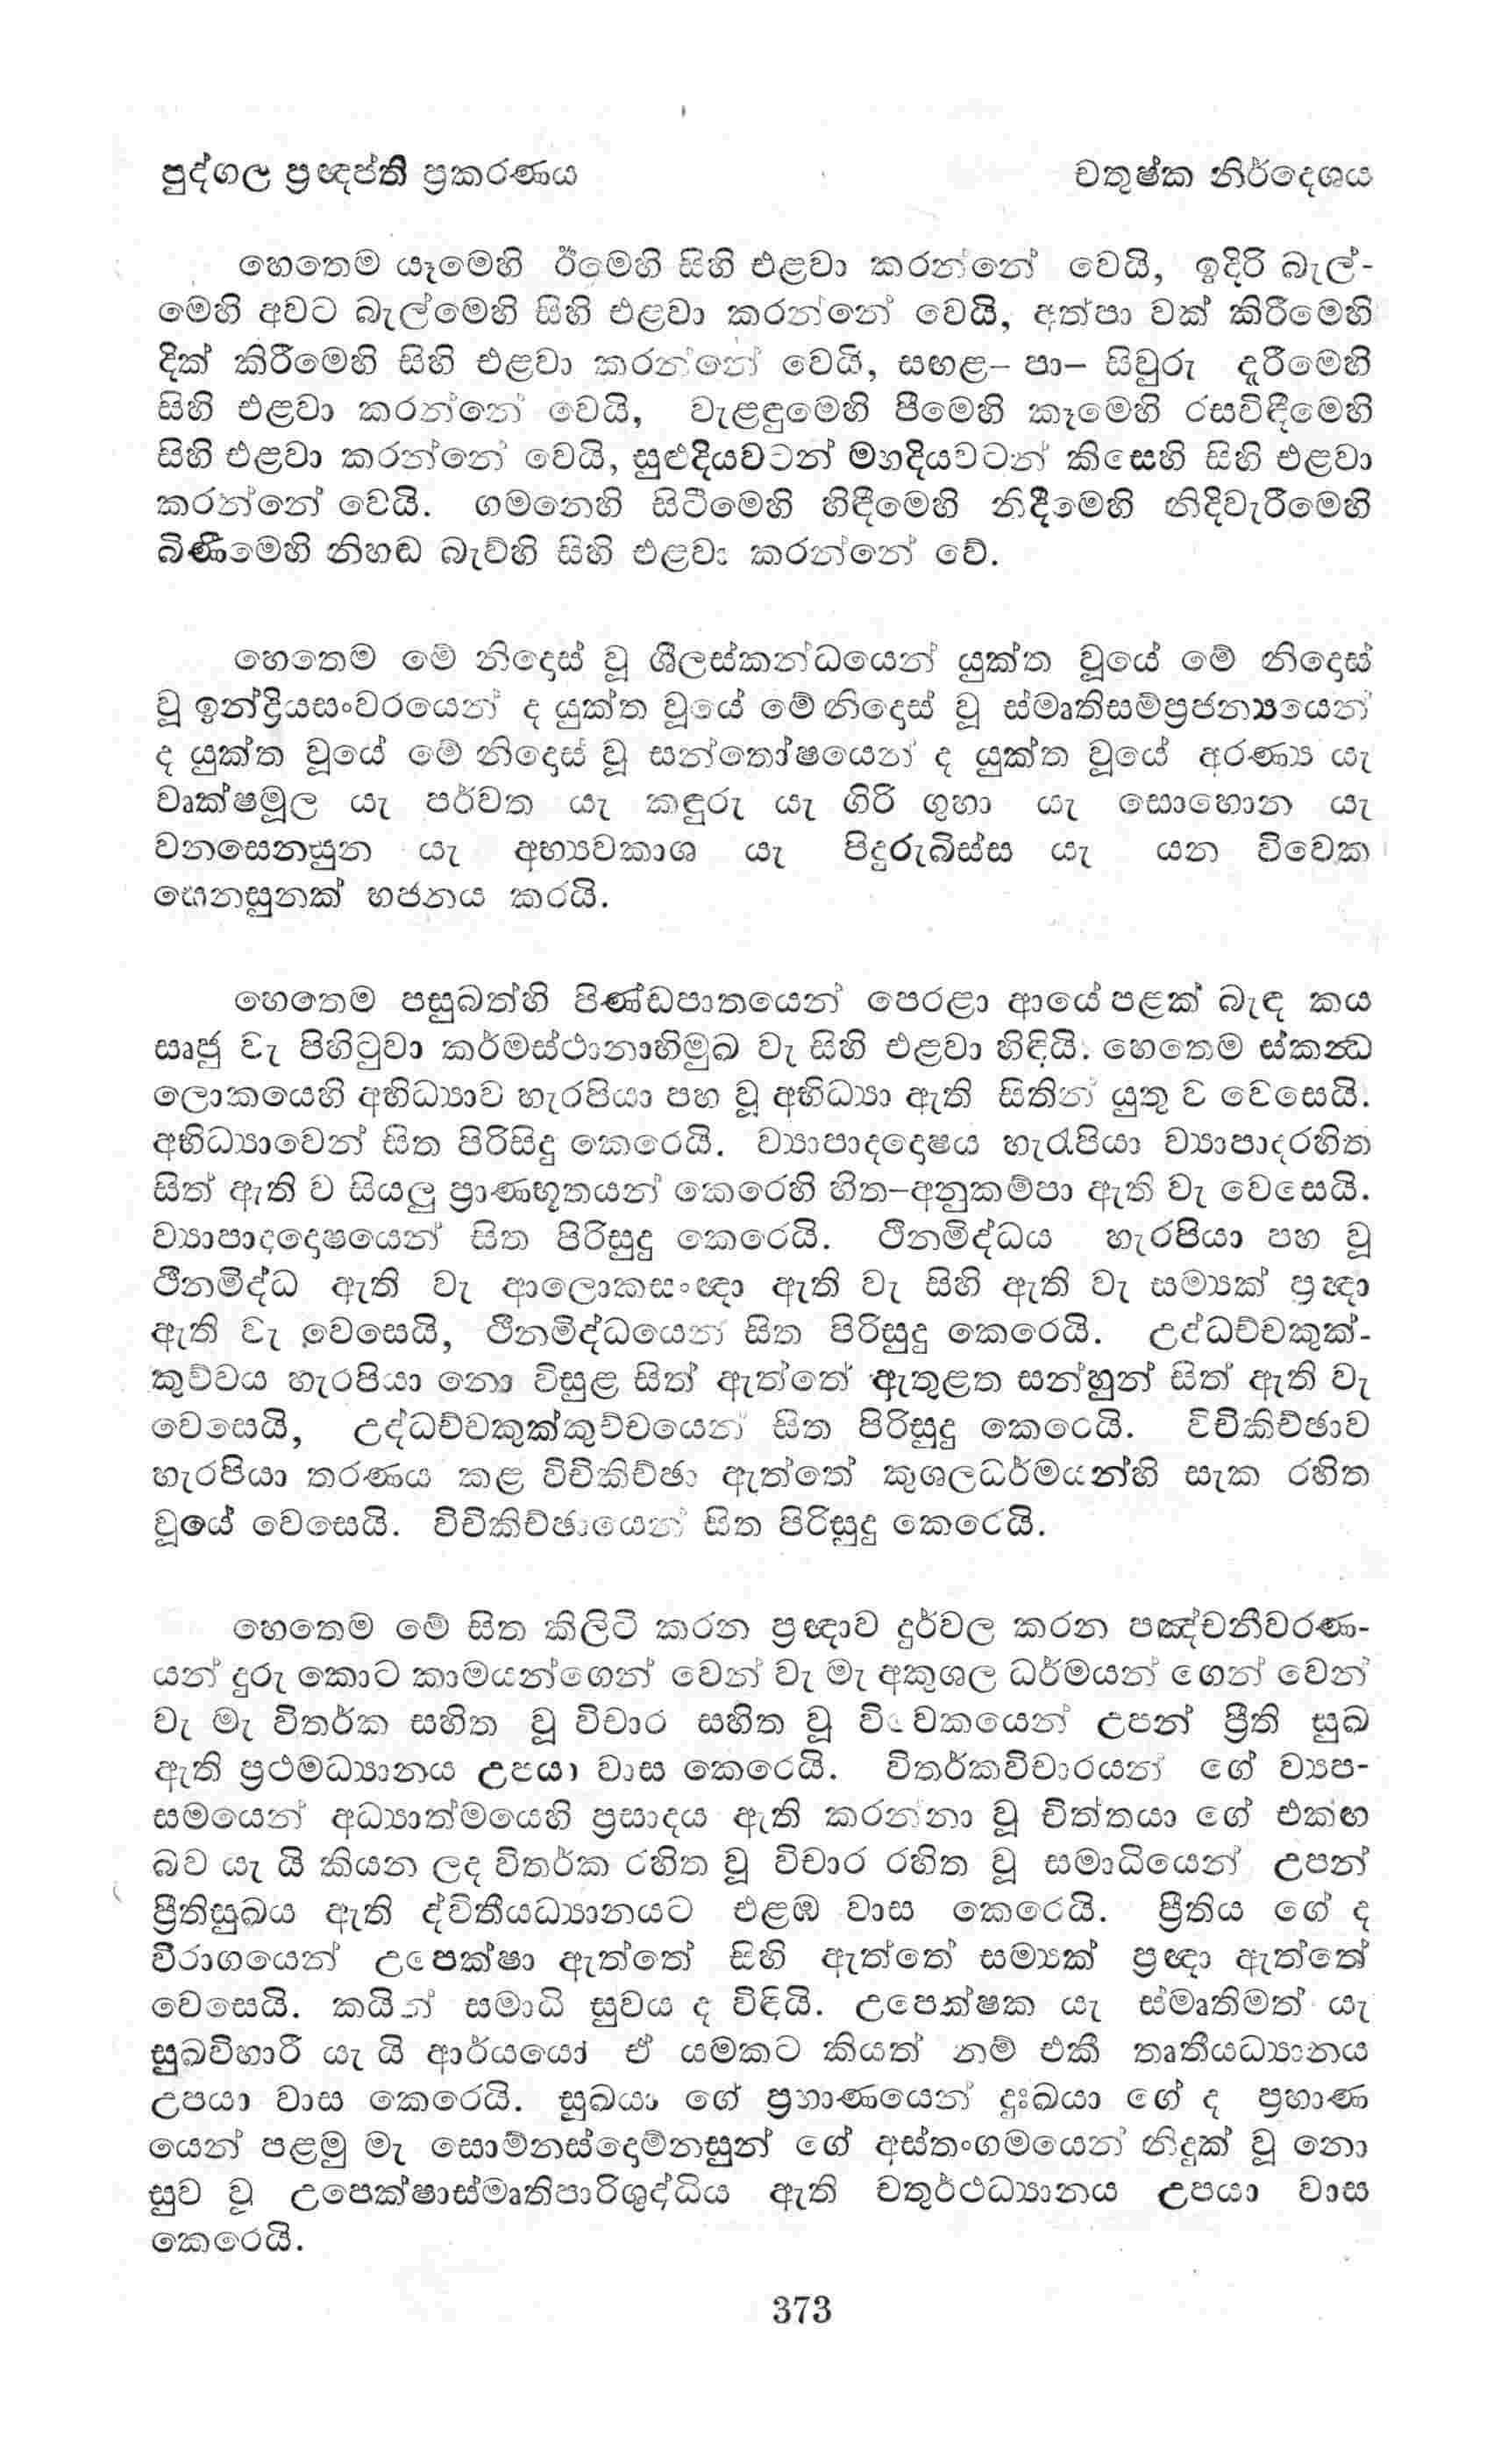 පුද්ගල ප්‍රඥප්ති ප්‍රකරණය
චතුෂ්ක නිර්දෙශය
හෙතෙම යෑමෙහි ඊමෙහි සිහි එළවා කරන්නේ වෙයි, ඉදිරි බැල්-
මෙහි අවට බැල්මෙහි සිහි එළවා කරන්නේ වෙයි, අත්පා වක් කිරීමෙහි
දික් කිරීමෙහි සිහි එළවා කරන්නේ වෙයි, සඟළ– පා– සිවුරු දැරීමෙහි
සිහි එළවා කරන්නේ වෙයි, වැළඳුමෙහි පීමෙහි කෑමෙහි රසවිඳීමෙහි
සිහි එළවා කරන්නේ වෙයි, සුළුදියවටන් මහදියවටන් කිසෙහි සිහි එළවා
කරන්නේ වෙයි. ගමනෙහි සිටීමෙහි හිඳීමෙහි නිදීමෙහි නිදිවැරීමෙහි
බිණීමෙහි නිහඬ බැව්හි සිහි එළවා කරන්නේ වේ.
හෙතෙම මේ නිදොස් වූ ශීලස්කන්ධයෙන් යුක්ත වූයේ මේ නිදොස්
වූ ඉන්ද්‍රියසංවරයෙන් ද යුක්ත වූයේ මේ නිදොස් වූ ස්මෘතිසම්ප්‍රජන්‍යයෙන්
ද යුක්ත වූයේ මේ නිදොස් වූ සන්තෝෂයෙන් ද යුක්ත වූයේ අරණ්‍ය යැ
වෘක්ෂමූල යැ පර්වත යැ කඳුරු යැ ගිරි ගුහා යැ සොහොන යැ
වනසෙනසුන යැ අභ්‍යවකාශ යැ පිදුරුබිස්ස යැ යන විවෙක
සෙනසුනක් භජනය කරයි.
හෙතෙම පසුබත්හි පිණ්ඩපාතයෙන් පෙරළා ආයේ පළක් බැඳ කය
සෘජු වැ පිහිටුවා කර්මස්ථානාභිමුඛ වැ සිහි එළවා හිඳියි. හෙතෙම ස්කන්ධ
ලොකයෙහි අභිධ්‍යාව හැරපියා පහ වූ අභිධ්‍යා ඇති සිතින් යුතු ව වෙසෙයි.
අභිධ්‍යාවෙන් සිත පිරිසිදු කෙරෙයි. ව්‍යාපාදදොෂය හැරපියා ව්‍යාපාදරහිත
සිත් ඇති ව සියලු ප්‍රාණභූතයන් කෙරෙහි හිත–අනුකම්පා ඇති වැ වෙසෙයි.
ව්‍යාපාදදොෂයෙන් සිත පිරිසුදු කෙරෙයි. ථිනමිද්ධය හැරපියා පහ වූ
ථීනමිද්ධ ඇති වැ ආලොකසංඥා ඇති වැ සිහි ඇති වැ සම්‍යක් ප්‍රඥා
ඇති වැ වෙසෙයි, ථීනමිද්ධයෙන් සිත පිරිසුදු කෙරෙයි. උද්ධච්චකුක්-
කුච්චය හැරපියා නො විසුළ සිත් ඇත්තේ ඇතුළත සන්හුන් සිත් ඇති වැ
වෙසෙයි, උද්ධච්චකුක්කුච්චයෙන් සිත පිරිසුදු කෙරෙයි. විචිකිච්ඡාව
හැරපියා තරණය කළ විචිකිච්ඡා ඇත්තේ කුශලධර්මයන්හි සැක රහිත
වූයේ වෙසෙයි. විචිකිච්ඡායෙන් සිත පිරිසුදු කෙරෙයි.
හෙතෙම මේ සිත කිලිටි කරන ප්‍රඥාව දුර්වල කරන පඤ්චනීවරණ-
යන් දුරු කොට කාමයන්ගෙන් වෙන් වැ මැ අකුශල ධර්මයන් ගෙන් වෙන්
වැ මැ විතර්ක සහිත වූ විචාර සහිත වූ විවෙකයෙන් උපන් ප්‍රීති සුඛ
ඇති ප්‍රථමධ්‍යානය උපයා වාස කෙරෙයි. විතර්කවිචාරයන් ගේ ව්‍යප-
සමයෙන් අධ්‍යාත්මයෙහි ප්‍රසාදය ඇති කරන්නා වූ චිත්තයා ගේ එකඟ
බව යැ යි කියන ලද විතර්ක රහිත වූ විචාර රහිත වූ සමාධියෙන් උපන්
ප්‍රීතිසුඛය ඇති ද්විතීයධ්‍යානයට එළඹ වාස කෙරෙයි. ප්‍රීතිය ගේ ද
විරාගයෙන් උපෙක්ෂා ඇත්තේ සිහි ඇත්තේ සම්‍යක් ප්‍රඥා ඇත්තේ
වෙසෙයි. කයින් සමාධි සුවය ද විඳියි. උපෙක්ෂක යැ ස්මෘතිමත් යැ
සුඛවිහාරී යැ යි ආර්යයෝ ඒ යමකට කියත් නම් එකී තෘතීයධ්‍යානය
උපයා වාස කෙරෙයි. සුඛයා ගේ ප්‍රහාණයෙන් දුඃඛයා ගේ ද ප්‍රහාණ
යෙන් පළමු මැ සොම්නස්දොම්නසුන් ගේ අස්තංගමයෙන් නිදුක් වූ නො
සුව වූ උපෙක්ෂාස්මෘතිපාරිශුද්ධිය ඇති චතුර්ථධ්‍යානය උපයා වාස
කෙරෙයි.
373